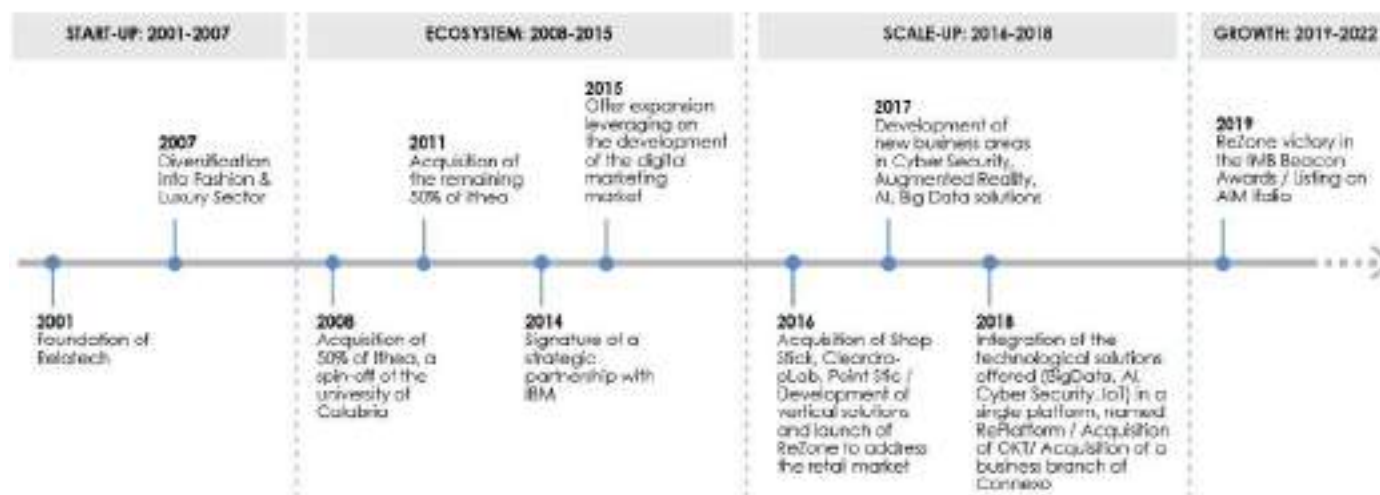 START-UP: 2001-2007
ECOSYSTEM: 2008-2015
SCALE-UP: 2016-2018
GROWTH: 2019-2022
2007
Diversification
into Fashion &
Luxury Sector
2011
Acquisition of
the remaining
50% of Ithea
2015
Offer expansion
leveraging on
the development
of the digital
marketing
market
2017
Development of
new business areas
in Cyber Security,
Augmented Reality,
AI, Big Data solutions
2019
ReZone victory in
the IMB Beacon
Awards / Listing on
AIM Italia
2001
Foundation of
Relatech
2008
Acquisition of
50% of Ithea, a
spin-off of the
university of
Calabria
2014
Signature of a
strategic
partnership with
IBM
2016
Acquisition of Shop
Stick, Cleardro-
pLab, Point Stic /
Development of
vertical solutions
and launch of
ReZone to address
the retail market
2018
Integration of the
technological solutions
offered (BigData, AI,
Cyber Security, IoT) in a
single platform, named
RePlatform / Acquisition
of OKT/ Acquisition of a
business branch of
Connexo